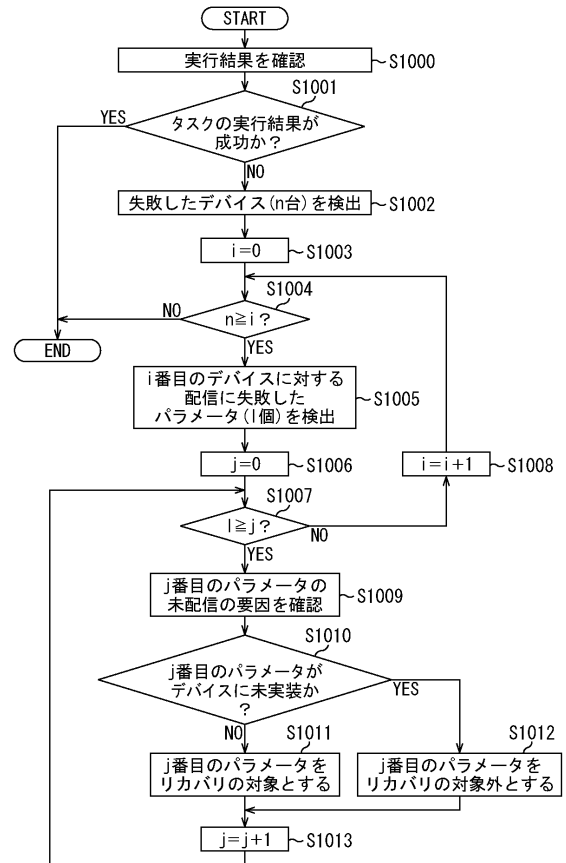 START
実行結果を確認
S1000
S1001
YES
タスクの実行結果が
成功か?
NO
失敗したデバイス(n台)を検出
S1002
i=0
S1003
S1004
NO
n≧i?
YES
END
i番目のデバイスに対する
配信に失敗した
パラメータ(l個)を検出
S1005
j=0
S1006
i=i+1
S1008
S1007
l≧j?
NO
YES
j番目のパラメータの
未配信の要因を確認
S1009
S1010
j番目のパラメータが
デバイスに未実装か
?
YES
NO
S1011
j番目のパラメータを
リカバリの対象とする
S1012
j番目のパラメータを
リカバリの対象外とする
j=j+1
S1013